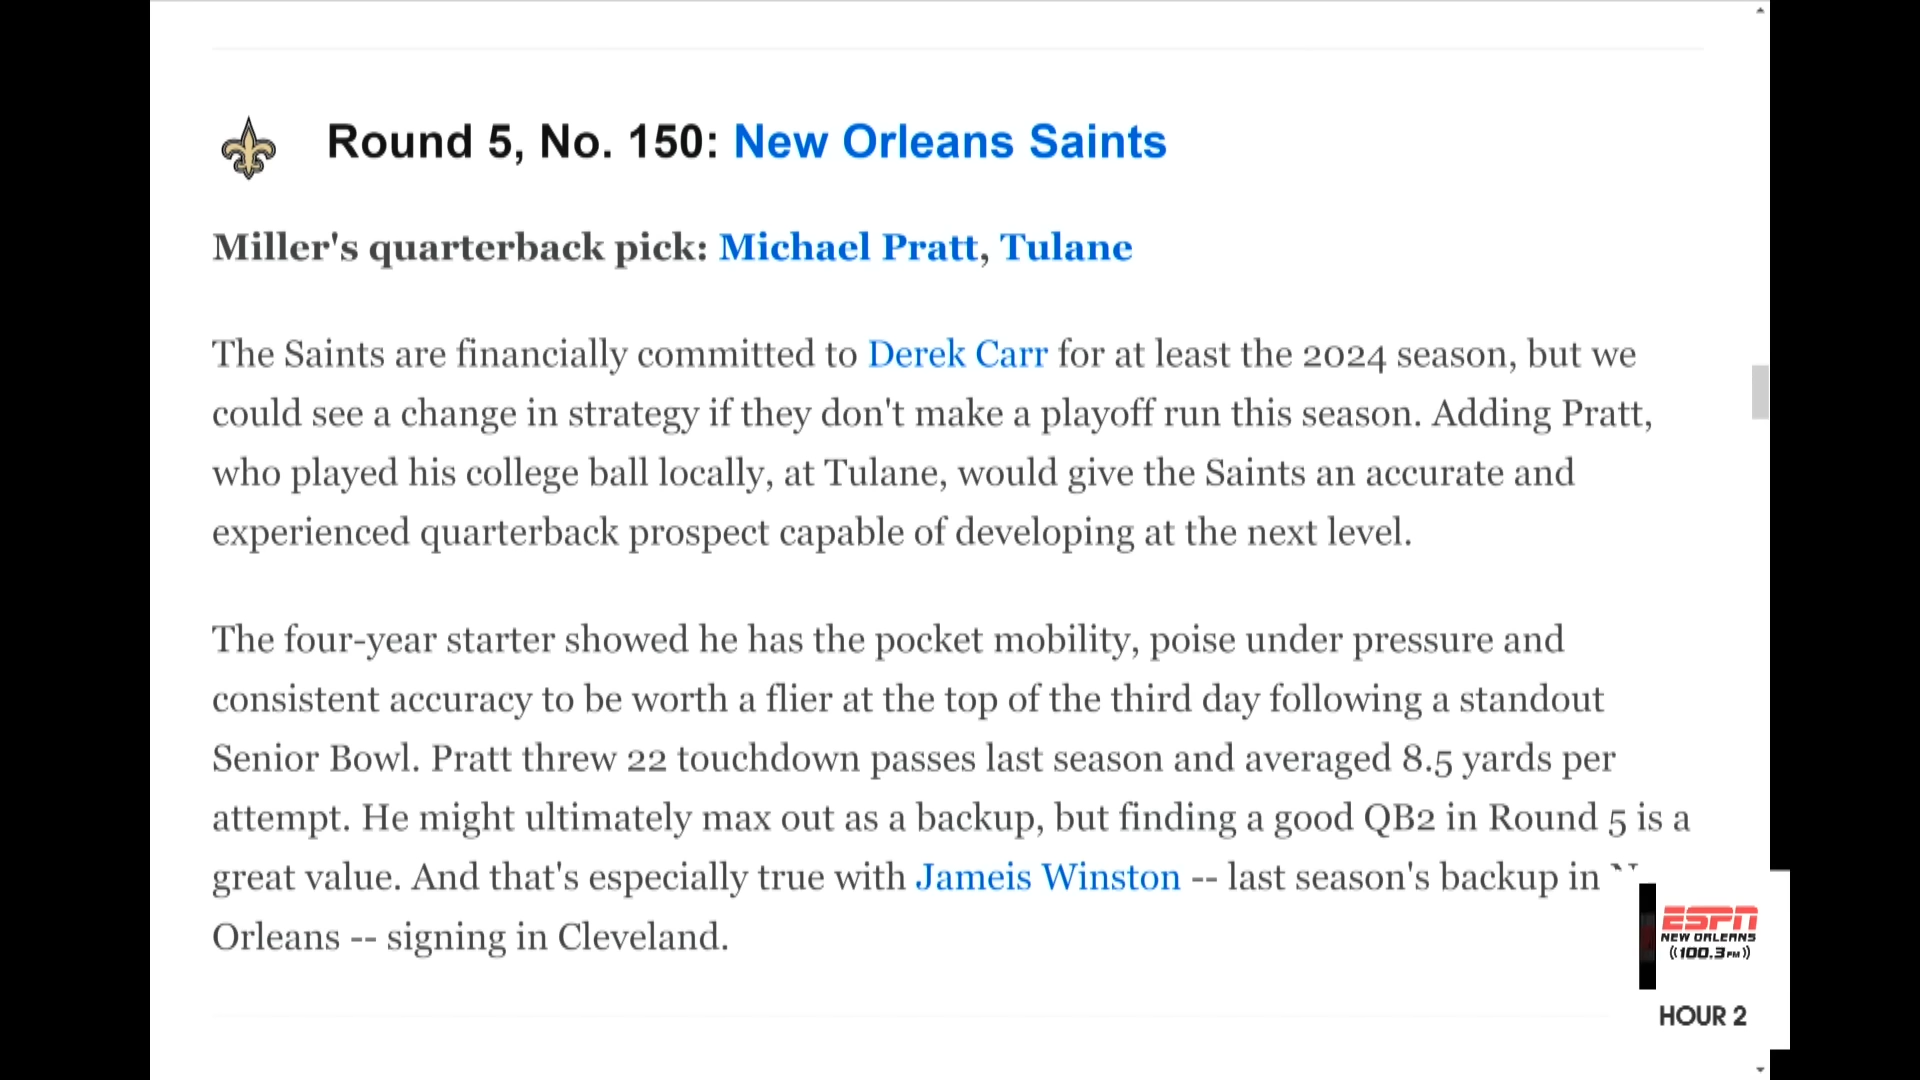 Round 5, No. 150: New Orleans Saints
Miller's quarterback pick: Michael Pratt, Tulane
The Saints are financially committed to Derek Carr for at least the 2024 season, but we
could see a change in strategy if they don't make a playoff run this season. Adding Pratt,
who played his college ball locally, at Tulane, would give the Saints an accurate and
experienced quarterback prospect capable of developing at the next level.
The four-year starter showed he has the pocket mobility, poise under pressure and
consistent accuracy to be worth a flier at the top of the third day following a standout
Senior Bowl. Pratt threw 22 touchdown passes last season and averaged 8.5 yards per
attempt. He might ultimately max out as a backup, but finding a good QB2 in Round 5 is a
great value. And that's especially true with Jameis Winston -- last season's backup in
Orleans -- signing in Cleveland.
ESPN
NEW ORLEANS
((100.3 FM))
HOUR 2